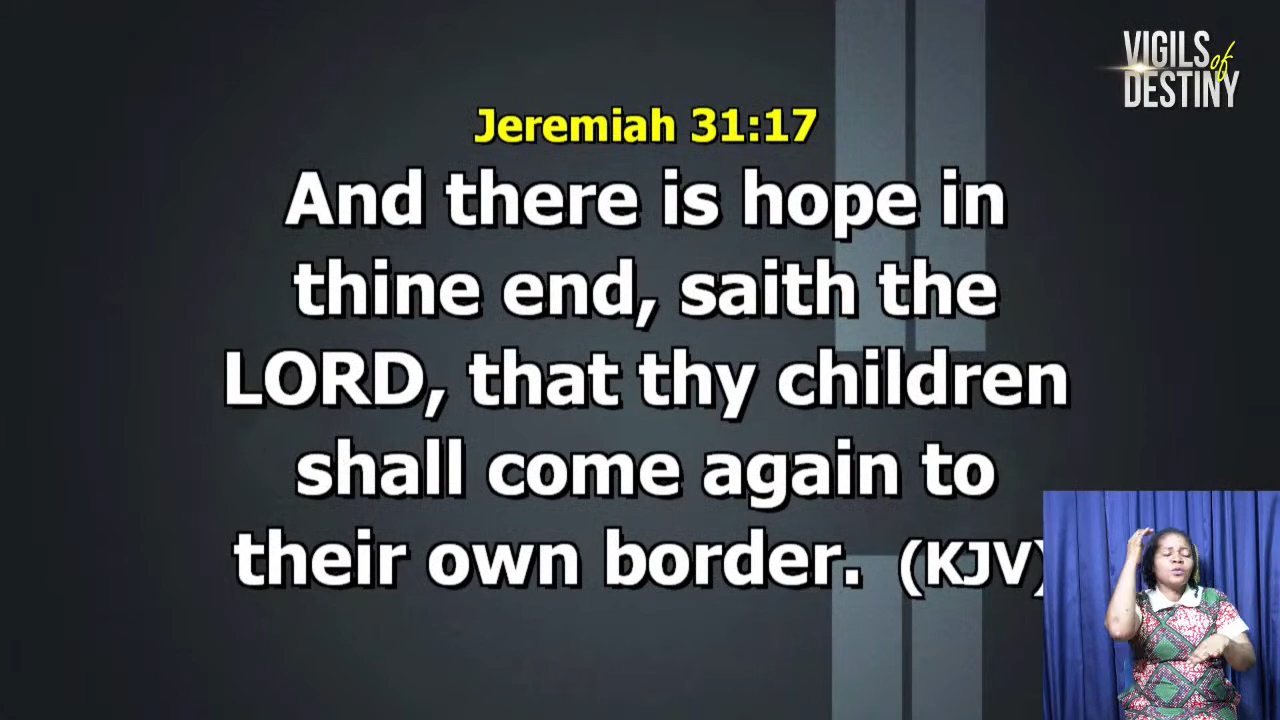 VIGILS of
DESTINY
Jeremiah 31:17
And there is hope in
thine end, saith the
LORD, that thy children
shall come again to
their own border. (KJV)